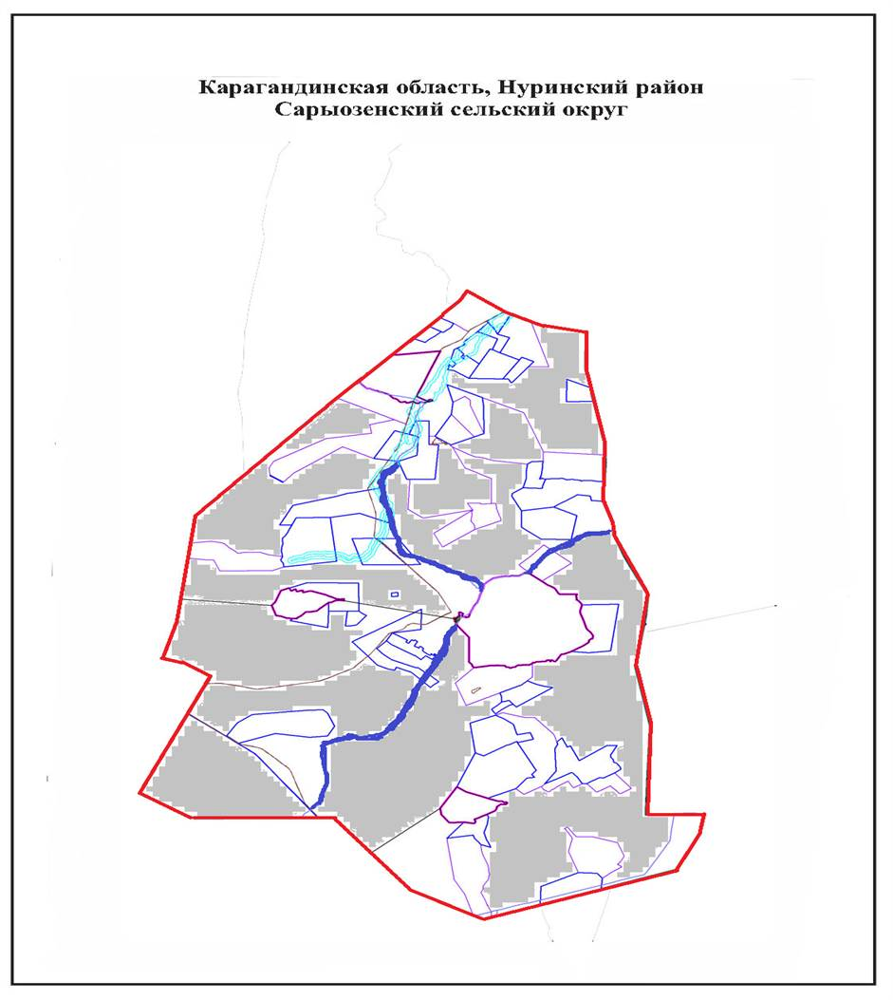 Карагандинская область, Нуринский район
Сарыозенский сельский округ